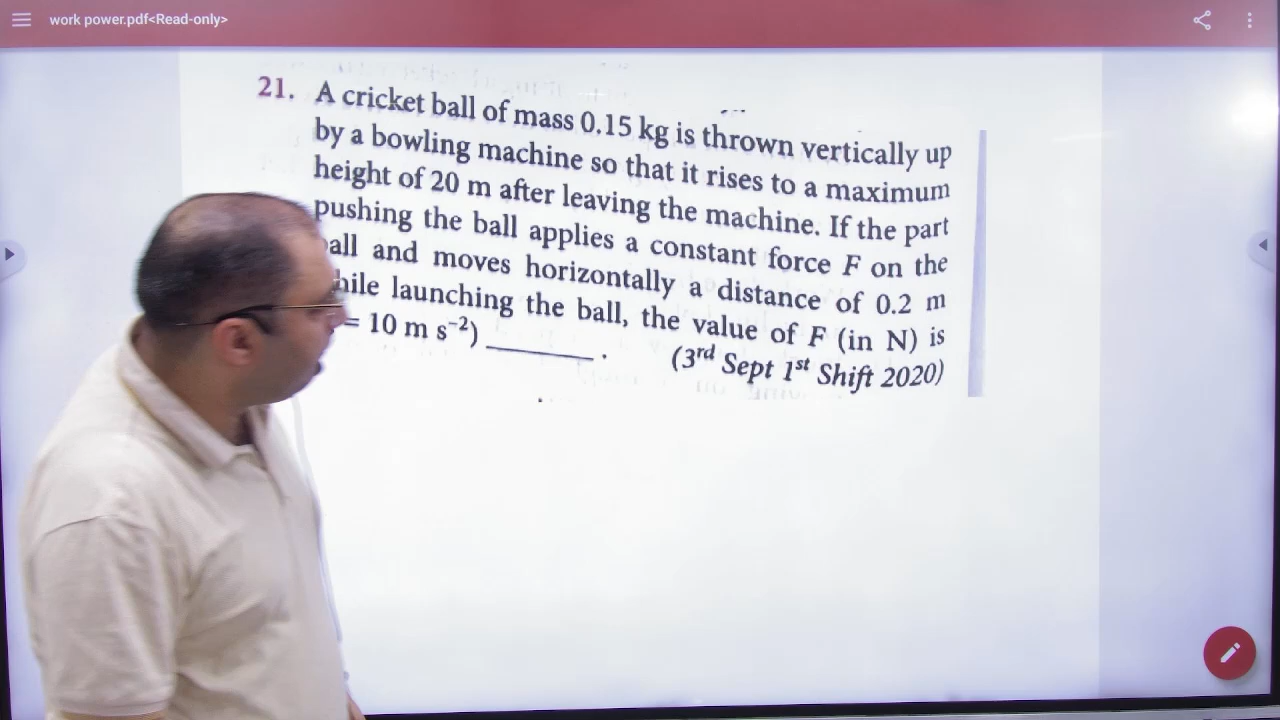 work power.pdf<Read-only>
21. A cricket ball of mass 0.15 kg is thrown vertically up
by a bowling machine so that it rises to a maximum
height of 20 m after leaving the machine. If the part
pushing the ball applies a constant force F on the
all and moves horizontally a distance of 0.2 m
hile launching the ball, the value of F (in N) is
= 10 m s⁻²) ________ .
(3rd Sept 1st Shift 2020)